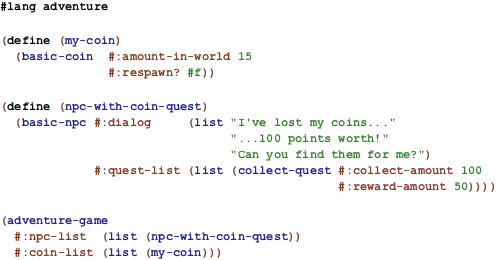 #lang adventure
(define (my-coin)
  (basic-coin  #:amount-in-world 15
               #:respawn? #f))
(define (npc-with-coin-quest)
  (basic-npc #:dialog     (list "I've lost my coins..."
                                "...100 points worth!"
                                "Can you find them for me?")
             #:quest-list (list (collect-quest #:collect-amount 100
                                               #:reward-amount 50))))
(adventure-game
  #:npc-list  (list (npc-with-coin-quest))
  #:coin-list (list (my-coin)))